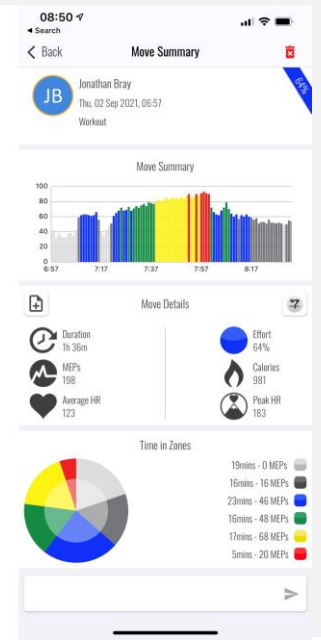 08:50
Search
Back
Move Summary
64%
JB
Jonathan Bray
Thu, 02 Sep 2021, 06:57
Workout
Move Summary
100
80
60
40
20
0
6:57 7:17 7:37 7:57 8:17
Move Details
Duration
1h 36m
Effort
64%
MEPs
198
Calories
981
Average HR
123
Peak HR
183
Time in Zones
19mins - 0 MEPs
16mins - 16 MEPs
23mins - 46 MEPs
16mins - 48 MEPs
17mins - 68 MEPs
5mins - 20 MEPs